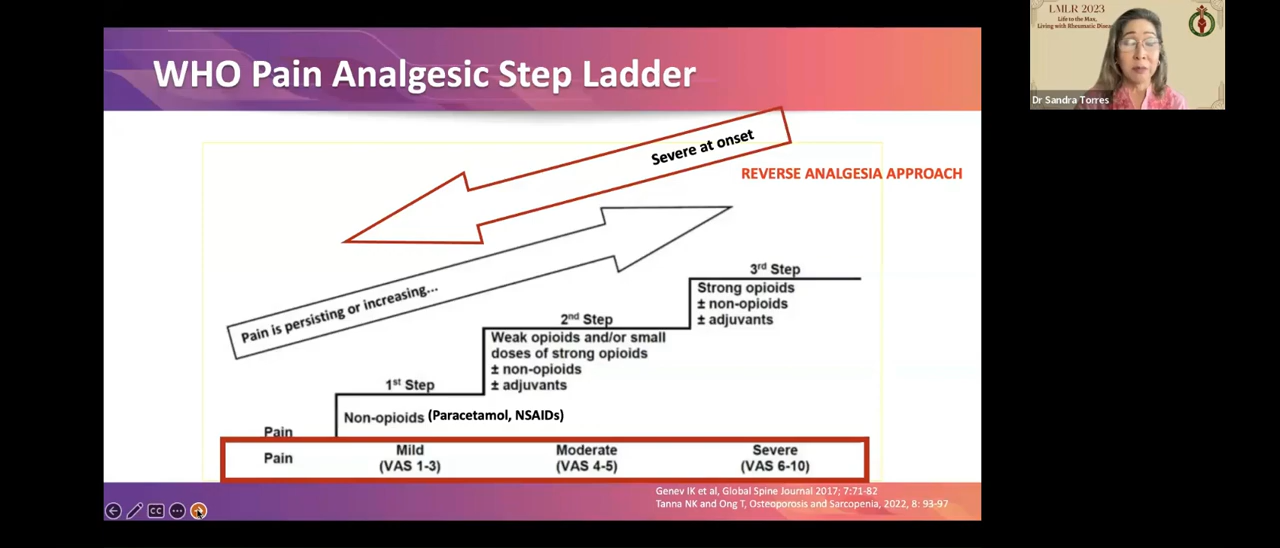 WHO Pain Analgesic Step Ladder
LMLR 2023
Life to the Max,
Dr Sandra Torres
Severe at onset
REVERSE ANALGESIA APPROACH
Pain is persisting or increasing...
3rd Step
Strong opioids
± non-opioids
± adjuvants
2nd Step
Weak opioids and/or small
doses of strong opioids
± non-opioids
± adjuvants
1st Step
Non-opioids (Paracetamol, NSAIDs)
Pain
Pain
Mild
(VAS 1-3)
Moderate
(VAS 4-5)
Severe
(VAS 6-10)
Genev IK et al, Global Spine Journal 2017; 7:71-82
Tanna NK and Ong T, Osteoporosis and Sarcopenia, 2022, 8: 93-97
CC